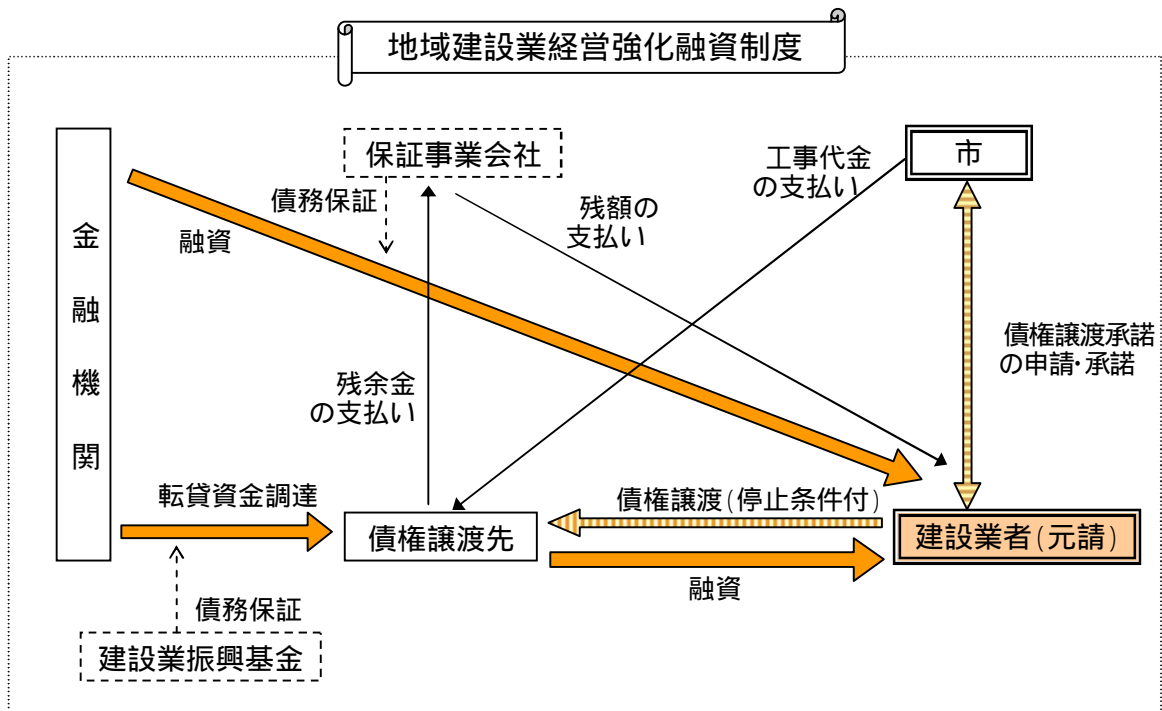 地域建設業経営強化融資制度
保証事業会社
市
工事代金
の支払い
債務保証
残額の
支払い
融資
金融機関
債権譲渡承諾
の申請・承諾
残余金
の支払い
転貸資金調達
債権譲渡(停止条件付)
債権譲渡先
建設業者(元請)
融資
債務保証
建設業振興基金